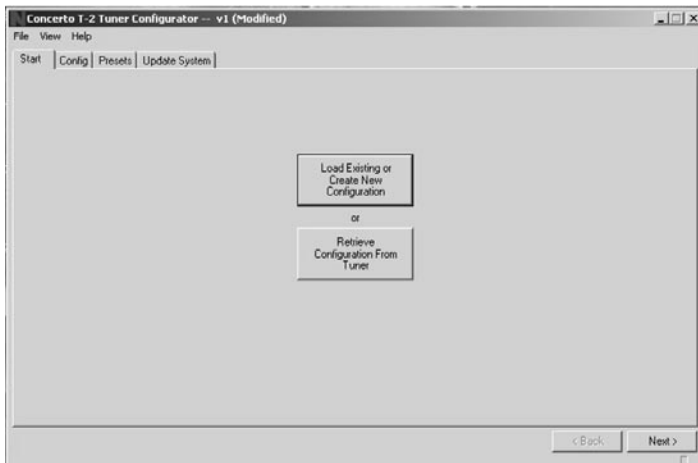 Concerto T-2 Tuner Configurator -- v1 (Modified)
File View Help
Start Config Presets Update System
Load Existing or
Create New
Configuration
or
Retrieve
Configuration From
Tuner
< Back Next >